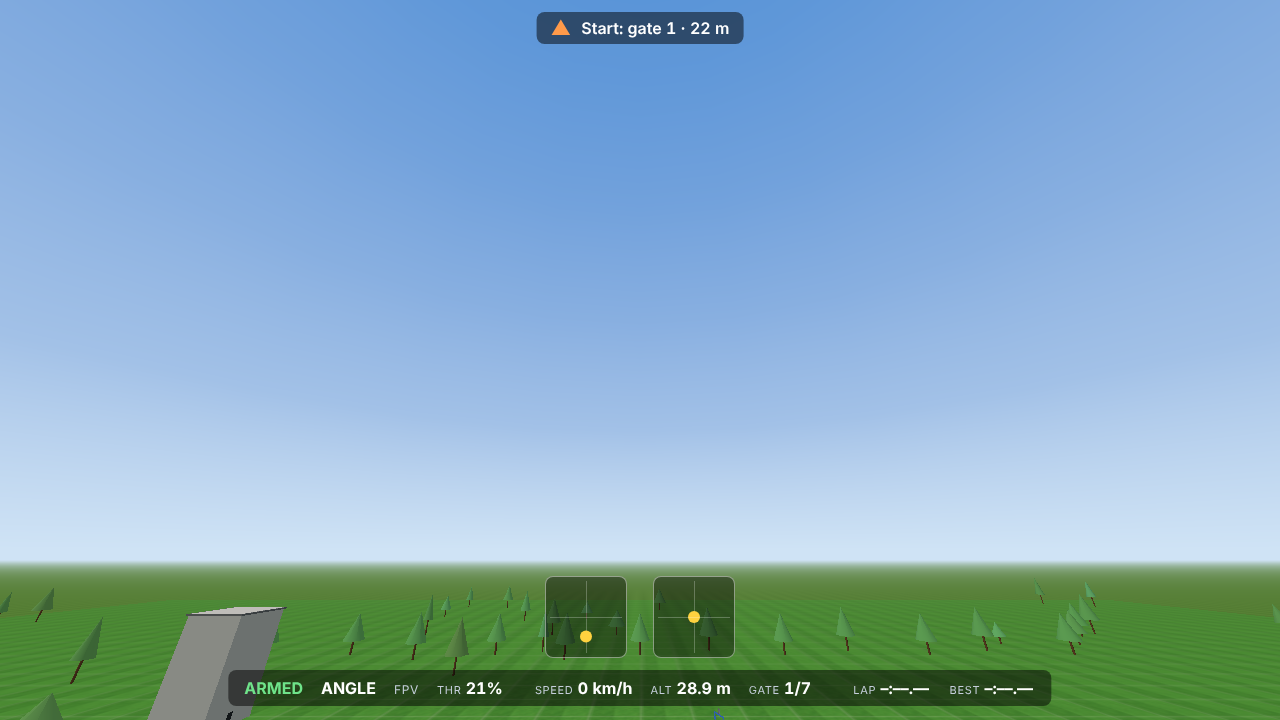 Start: gate 1 · 22 m
ARMED ANGLE FPV THR 21% SPEED 0 km/h ALT 28.9 m GATE 1/7 LAP –:––.–– BEST –:––.––